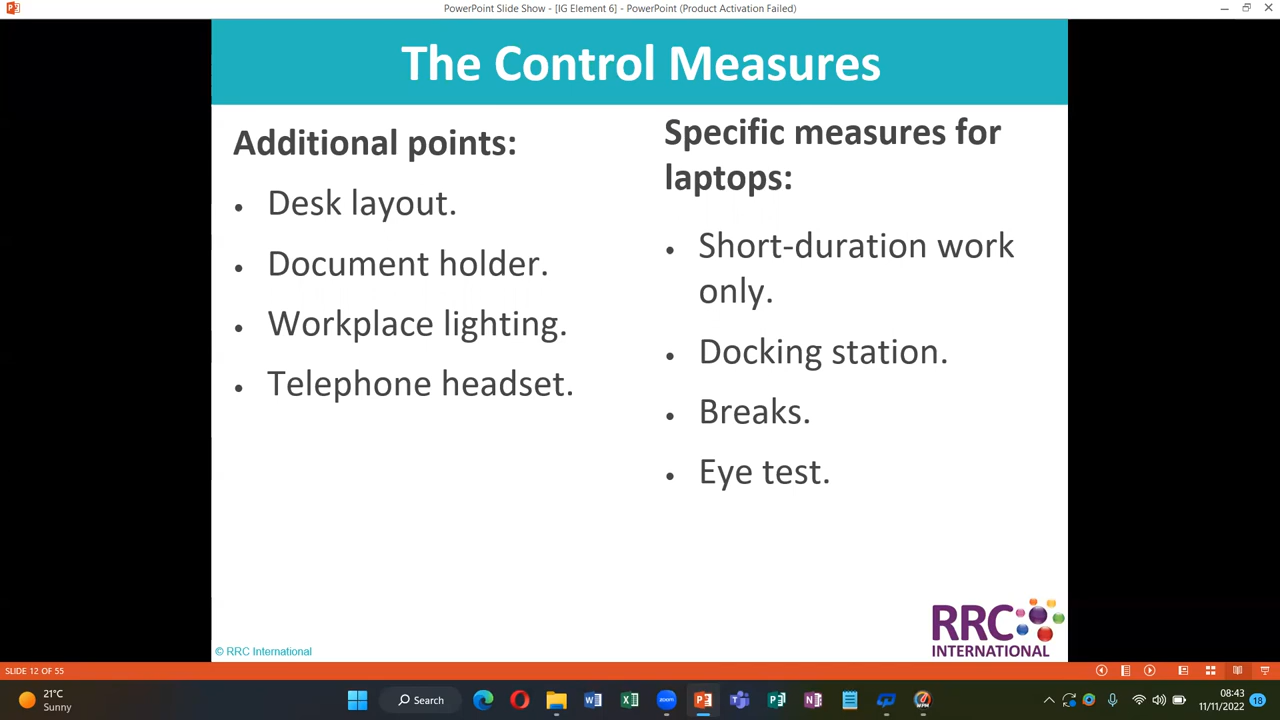 PowerPoint Slide Show - [IG Element 6] - PowerPoint (Product Activation Failed)
The Control Measures
Additional points:
• Desk layout.
• Document holder.
• Workplace lighting.
• Telephone headset.
Specific measures for
laptops:
• Short-duration work
only.
• Docking station.
• Breaks.
• Eye test.
© RRC International
RRC
INTERNATIONAL
SLIDE 12 OF 55
21°C
Sunny
Search
zoom
08:43
11/11/2022
18